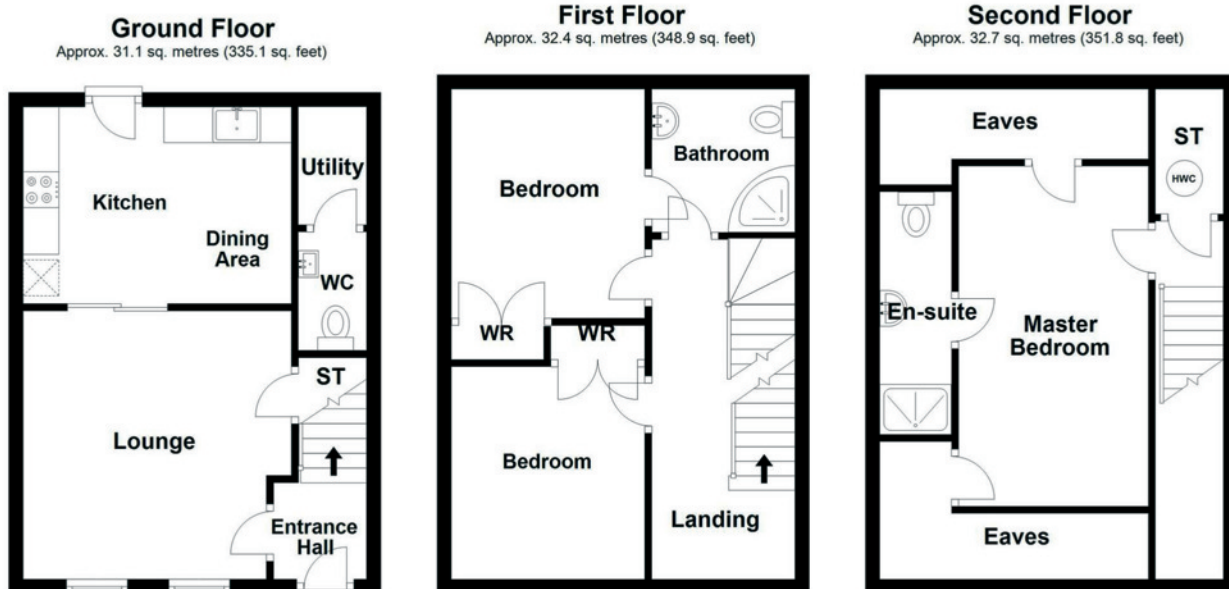 Ground Floor
Approx. 31.1 sq. metres (335.1 sq. feet)
Kitchen
Dining
Area
Utility
WC
ST
Lounge
Entrance
Hall
First Floor
Approx. 32.4 sq. metres (348.9 sq. feet)
Bedroom
Bathroom
WR
WR
Bedroom
Landing
Second Floor
Approx. 32.7 sq. metres (351.8 sq. feet)
Eaves
ST
HWC
En-suite
Master
Bedroom
Eaves